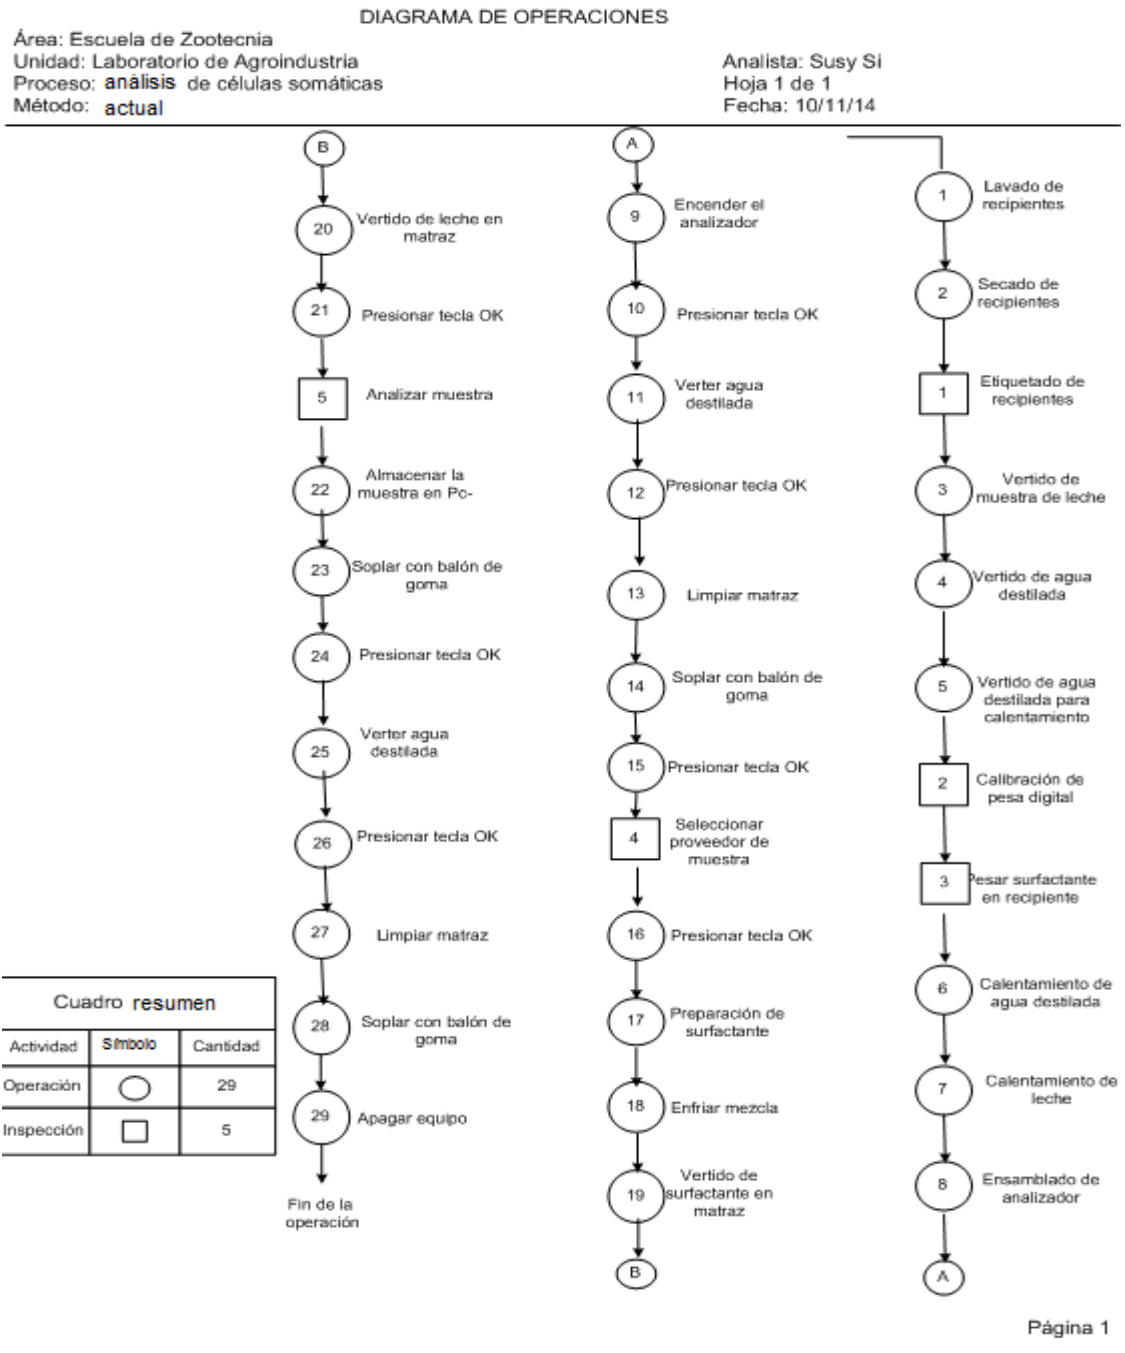 DIAGRAMA DE OPERACIONES
Área: Escuela de Zootecnia
Unidad: Laboratorio de Agroindustria
Proceso: análisis de células somáticas
Método: actual
Analista: Susy Si
Hoja 1 de 1
Fecha: 10/11/14
B
20
Vertido de leche en
matraz
21
Presionar tecla OK
5
Analizar muestra
22
Almacenar la
muestra en Pc-
23
Soplar con balón de
goma
24
Presionar tecla OK
25
Verter agua
destilada
26
Presionar tecla OK
27
Limpiar matraz
28
Soplar con balón de
goma
29
Apagar equipo
Fin de la
operación
A
9
Encender el
analizador
10
Presionar tecla OK
11
Verter agua
destilada
12
Presionar tecla OK
13
Limpiar matraz
14
Soplar con balón de
goma
15
Presionar tecla OK
4
Seleccionar
proveedor de
muestra
16
Presionar tecla OK
17
Preparación de
surfactante
18
Enfriar mezcla
19
Vertido de
surfactante en
matraz
B
1
Lavado de
recipientes
2
Secado de
recipientes
1
Etiquetado de
recipientes
3
Vertido de
muestra de leche
4
Vertido de agua
destilada
5
Vertido de agua
destilada para
calentamiento
2
Calibración de
pesa digital
3
Pesar surfactante
en recipiente
6
Calentamiento de
agua destilada
7
Calentamiento de
leche
8
Ensamblado de
analizador
A
Cuadro resumen
Actividad Símbolo Cantidad
Operación 29
Inspección 5
Página 1